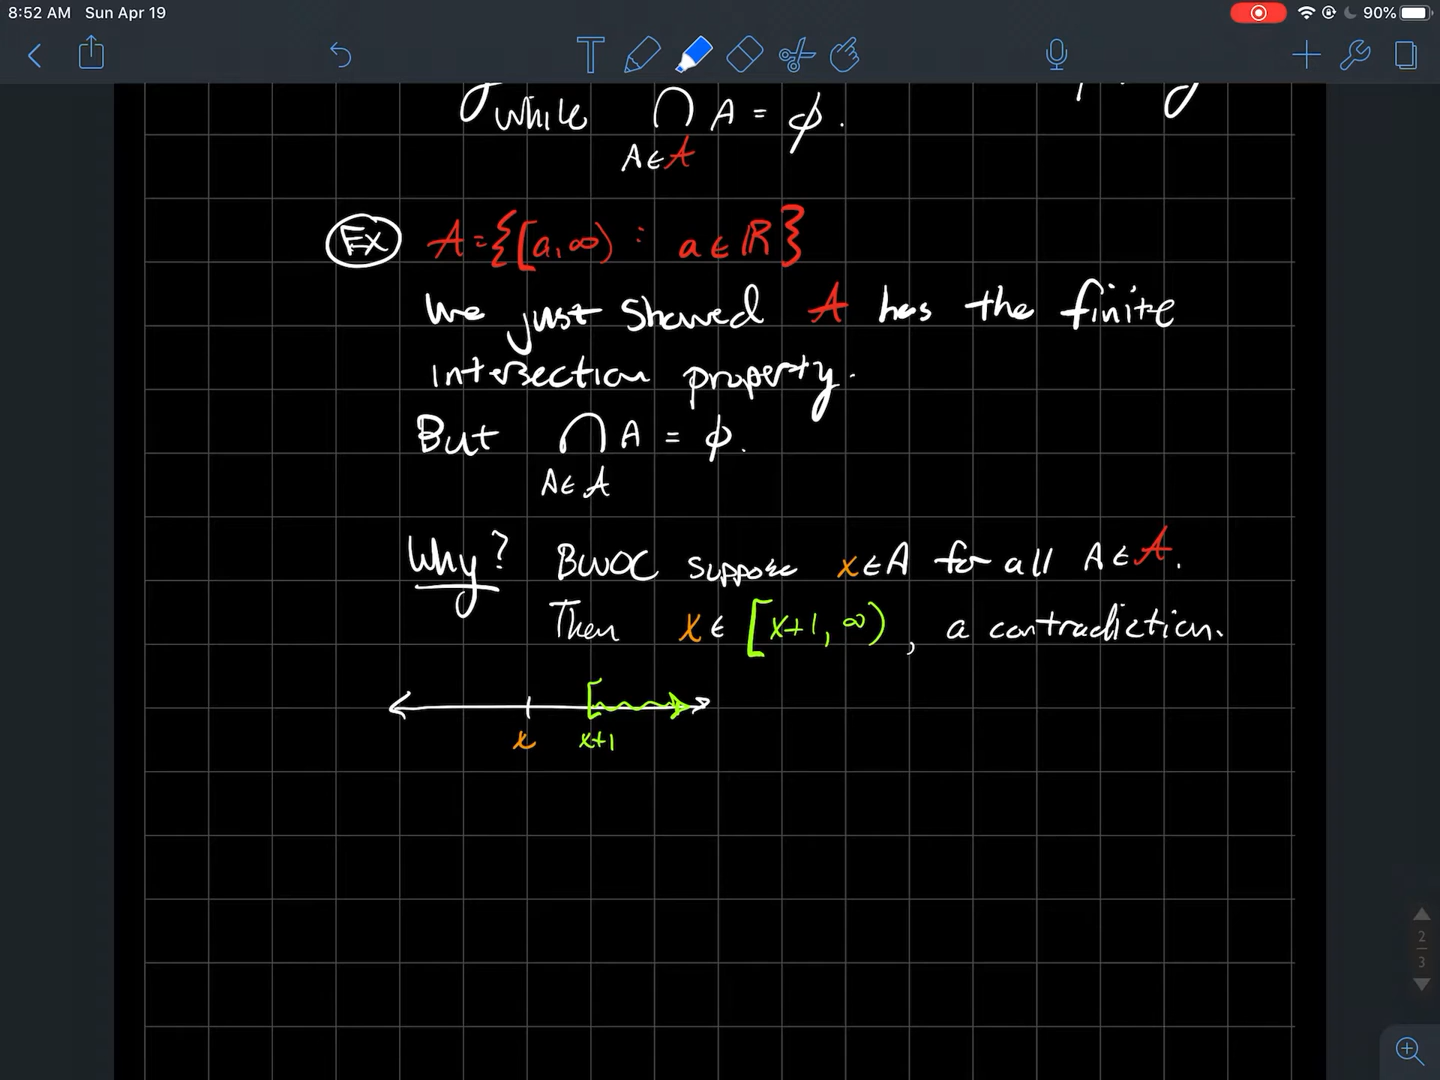 8:52 AM Sun Apr 19
90%
while ⋂ A = ϕ.
A∈A
Ex A={[a,∞) : a∈ℝ}
We just showed A has the finite
intersection property.
But ⋂ A = ϕ.
A∈A
Why? BWOC suppose x∈A for all A∈A.
Then x∈[x+1,∞), a contradiction.
x x+1
2
3